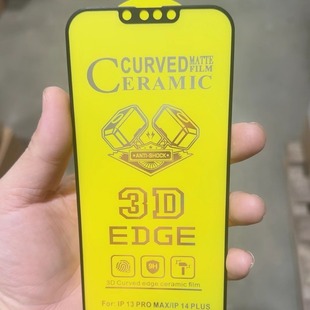 CURVED MATTE FILM
CERAMIC
ANTI-SHOCK
3D
EDGE
9H
3D Curved edge ceramic film
For: IP 13 PRO MAX/IP 14 PLUS